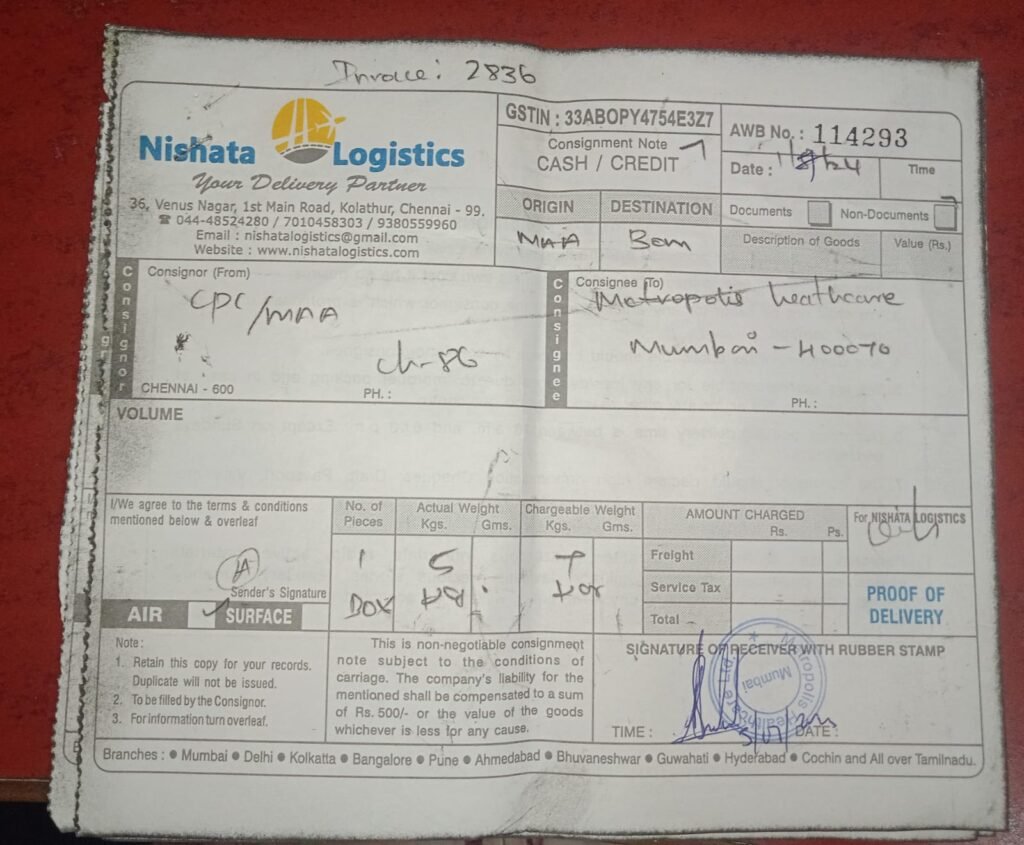 Invoice: 2836
Nishata Logistics
Your Delivery Partner
36, Venus Nagar, 1st Main Road, Kolathur, Chennai - 99.
☎ 044-48524280 / 7010458303 / 9380559960
Email : nishatalogistics@gmail.com
Website : www.nishatalogistics.com
GSTIN : 33ABOPY4754E3Z7
Consignment Note
CASH / CREDIT
AWB No. : 114293
Date : Time
ORIGIN DESTINATION
MAA Bom
Documents Non-Documents
Description of Goods Value (Rs.)
Consignor
Consignor (From)
CPC/MAA
Ch-86
CHENNAI - 600 PH. :
Consignee
Consignee (To)
Metropolis heathcare
Mumbai - 400070
PH. :
VOLUME
I/We agree to the terms & conditions
mentioned below & overleaf
Sender's Signature
AIR ✓ SURFACE
No. of Pieces
1
BOX
Actual Weight
Kgs. Gms.
5
Chargeable Weight
Kgs. Gms.
AMOUNT CHARGED
Rs. Ps.
Freight
Service Tax
Total
For NISHATA LOGISTICS
PROOF OF
DELIVERY
Note :
1. Retain this copy for your records.
Duplicate will not be issued.
2. To be filled by the Consignor.
3. For information turn overleaf.
This is non-negotiable consignment
note subject to the conditions of
carriage. The company's liability for the
mentioned shall be compensated to a sum
of Rs. 500/- or the value of the goods
whichever is less for any cause.
SIGNATURE OF RECEIVER WITH RUBBER STAMP
Metropolis Healthcare Ltd.
Mumbai
TIME : DATE :
Branches : ● Mumbai ● Delhi ● Kolkatta ● Bangalore ● Pune ● Ahmedabad ● Bhuvaneshwar ● Guwahati ● Hyderabad ● Cochin and All over Tamilnadu.